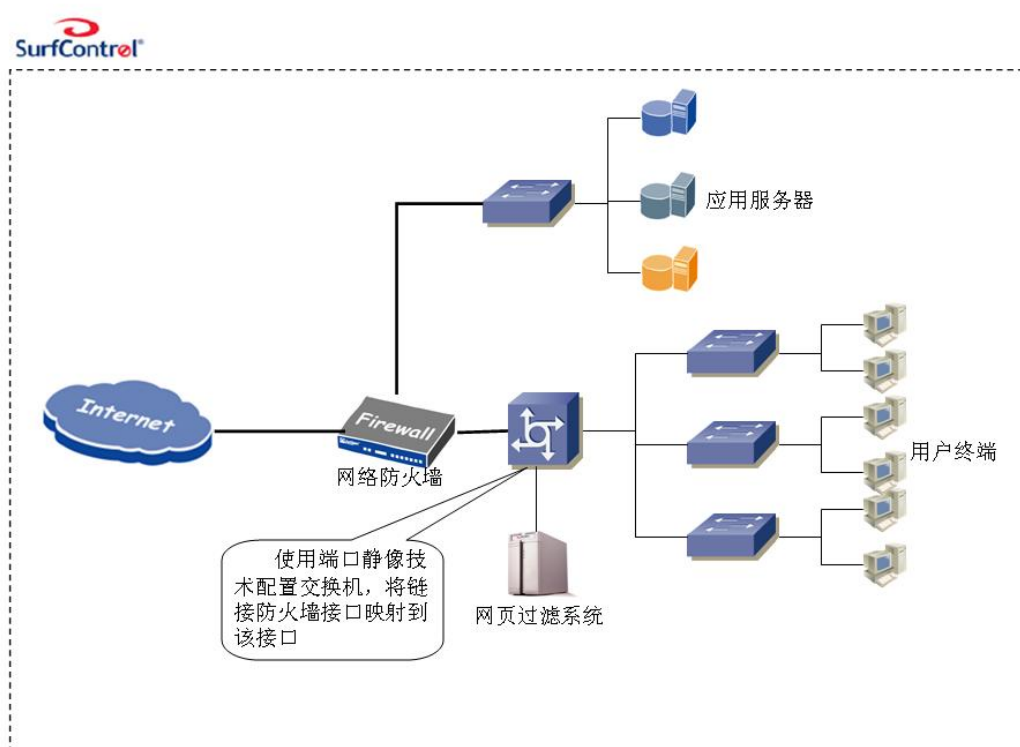 SurfControl®
应用服务器
Internet
Firewall
网络防火墙
用户终端
使用端口静像技
术配置交换机，将链
接防火墙接口映射到
该接口
网页过滤系统